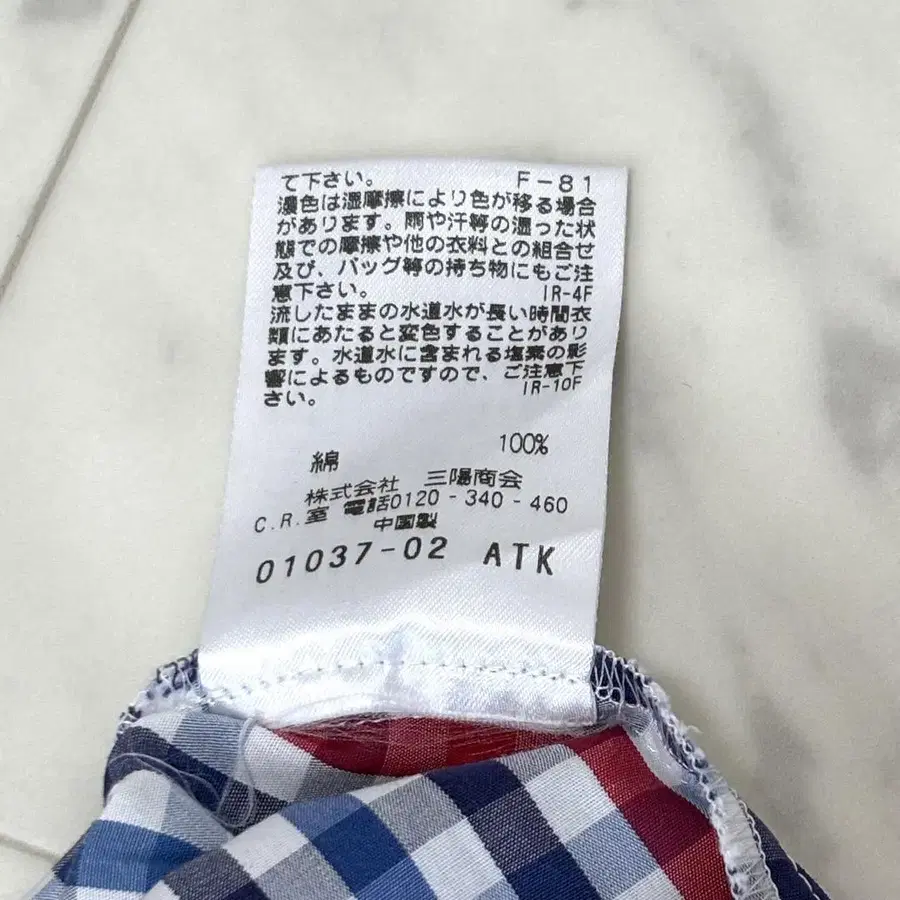 て下さい。 F-81
濃色は湿摩擦により色が移る場合
があります。雨や汗等の湿った状
態での摩擦や他の衣料との組合せ
及び、バッグ等の持ち物にもご注
意下さい。 IR-4F
流したままの水道水が長い時間衣
類にあたると変色することがあり
ます。水道水に含まれる塩素の影
響によるものですので、ご注意下
さい。 IR-10F
綿 100%
株式会社 三陽商会
C.R.室 電話0120-340-460
中国製
01037-02 ATK